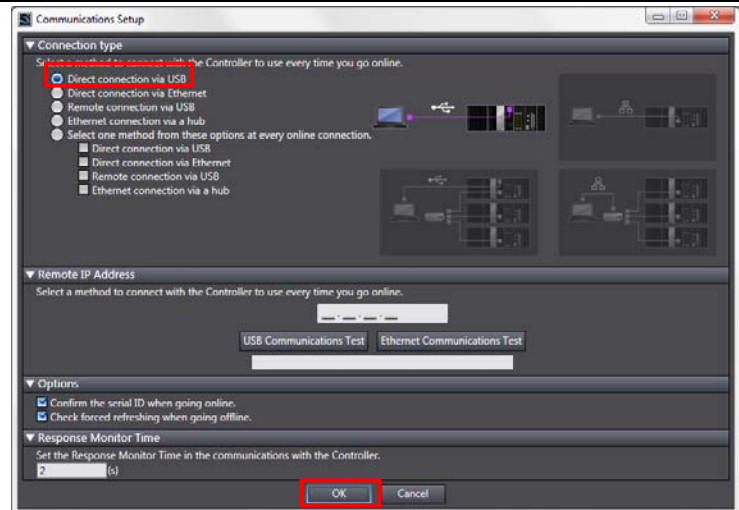 Communications Setup
▼ Connection type
Select a method to connect with the Controller to use every time you go online.
Direct connection via USB
Direct connection via Ethernet
Remote connection via USB
Ethernet connection via a hub
Select one method from these options at every online connection.
Direct connection via USB
Direct connection via Ethernet
Remote connection via USB
Ethernet connection via a hub
▼ Remote IP Address
Select a method to connect with the Controller to use every time you go online.
__.__.__.__
USB Communications Test Ethernet Communications Test
▼ Options
Confirm the serial ID when going online.
Check forced refreshing when going offline.
▼ Response Monitor Time
Set the Response Monitor Time in the communications with the Controller.
2 (s)
OK Cancel